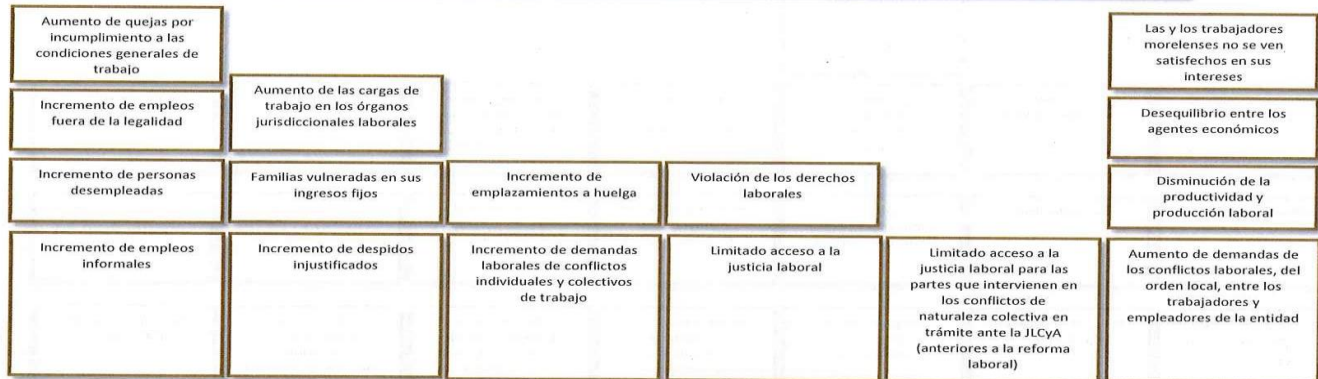 Aumento de quejas por
incumplimiento a las
condiciones generales de
trabajo
Incremento de empleos
fuera de la legalidad
Incremento de personas
desempleadas
Incremento de empleos
informales
Aumento de las cargas de
trabajo en los órganos
jurisdiccionales laborales
Familias vulneradas en sus
ingresos fijos
Incremento de despidos
injustificados
Incremento de
emplazamientos a huelga
Incremento de demandas
laborales de conflictos
individuales y colectivos
de trabajo
Violación de los derechos
laborales
Limitado acceso a la
justicia laboral
Limitado acceso a la
justicia laboral para las
partes que intervienen en
los conflictos de
naturaleza colectiva en
trámite ante la JLCyA
(anteriores a la reforma
laboral)
Las y los trabajadores
morelenses no se ven
satisfechos en sus
intereses
Desequilibrio entre los
agentes económicos
Disminución de la
productividad y
producción laboral
Aumento de demandas de
los conflictos laborales, del
orden local, entre los
trabajadores y
empleadores de la entidad